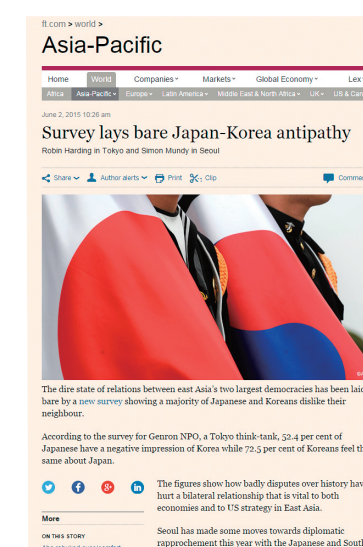 ft.com > world >
Asia-Pacific
Home World Companies Markets Global Economy Lex
Africa Asia-Pacific Europe Latin America Middle East & North Africa UK US &
June 2, 2015 10:26 am
Survey lays bare Japan-Korea antipathy
Robin Harding in Tokyo and Simon Mundy in Seoul
Share Author alerts Print Clip Comme
The dire state of relations between east Asia's two largest democracies has been laid
bare by a new survey showing a majority of Japanese and Koreans dislike their
neighbour.
According to the survey for Genron NPO, a Tokyo think-tank, 52.4 per cent of
Japanese have a negative impression of Korea while 72.5 per cent of Koreans feel th
same about Japan.
The figures show how badly disputes over history hav
hurt a bilateral relationship that is vital to both
economies and to US strategy in East Asia.
More
ON THIS STORY
Seoul has made some moves towards diplomatic
rapprochement this year with the Japanese and South